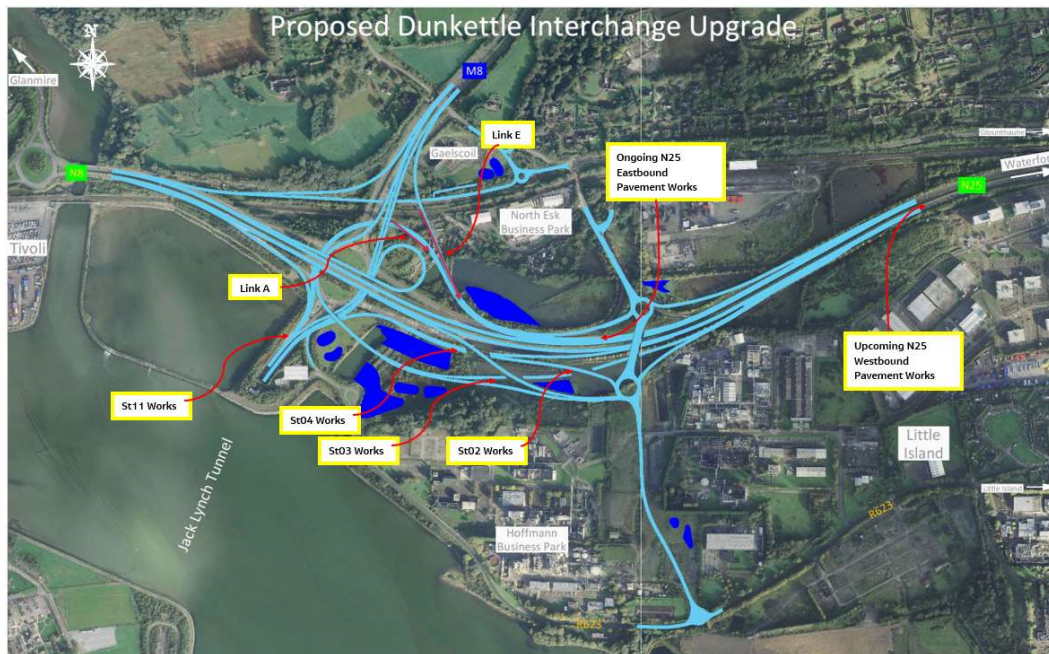 Proposed Dunkettle Interchange Upgrade
N
Glanmire
M8
Link E
Gaelscoil
Ongoing N25
Eastbound
Pavement Works
Glounthaune
Waterford
N8
N25
North Esk
Business Park
Tivoli
Link A
Upcoming N25
Westbound
Pavement Works
St11 Works
St04 Works
St03 Works
St02 Works
Little
Island
Little Island
Jack Lynch Tunnel
R623
Hoffmann
Business Park
R623